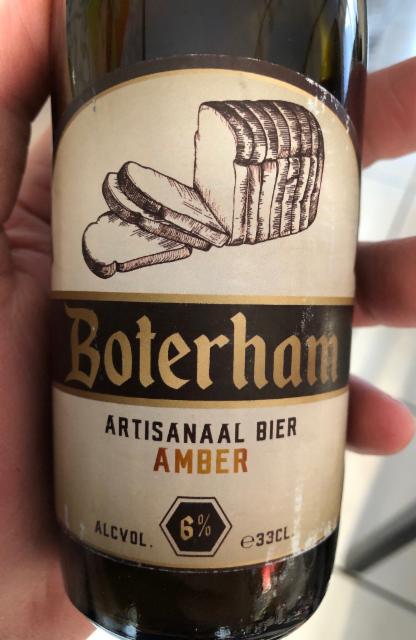 Boterham
ARTISANAAL BIER
AMBER
ALCVOL. 6% ℮33CL.